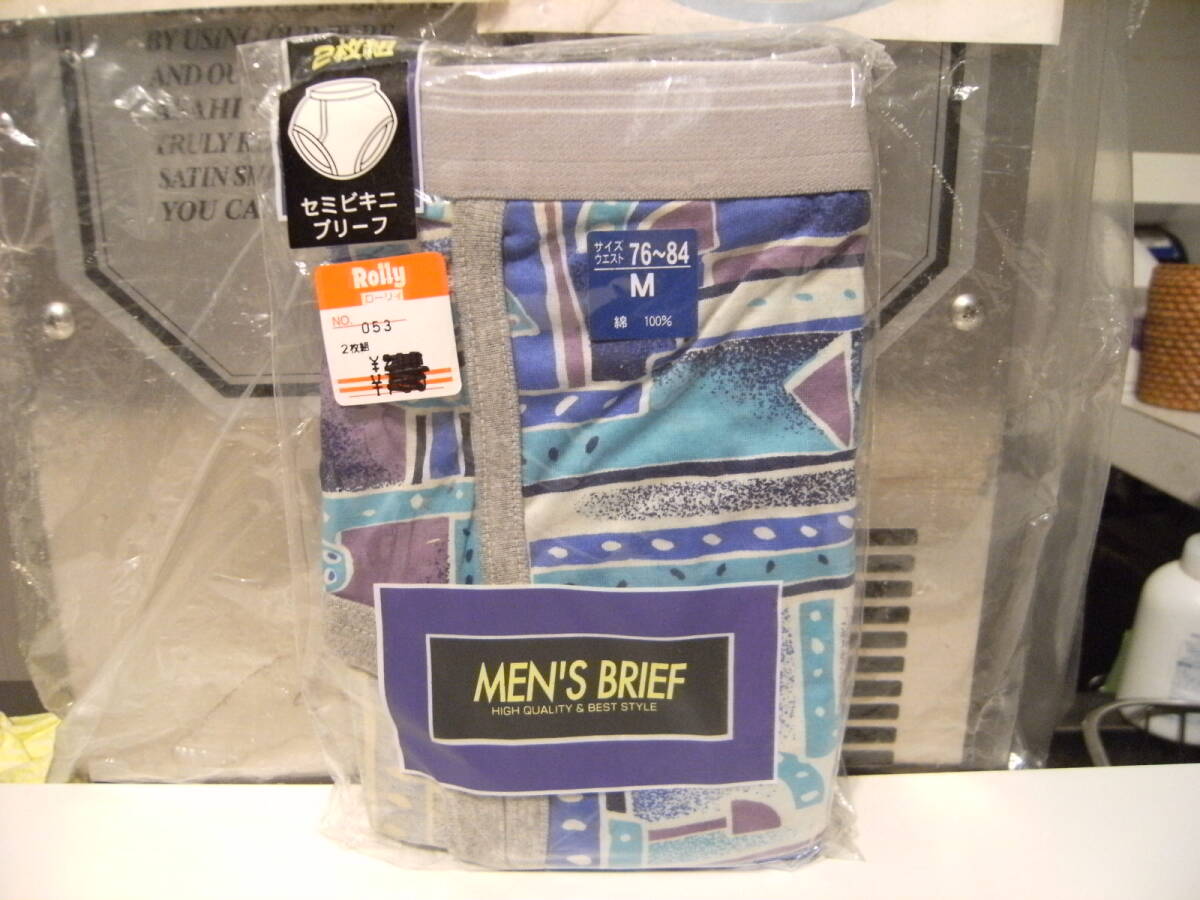 BY USING
AND OU
ASAHI
TRULY R
SATIN SM
YOU CA
2枚組
セミビキニ
ブリーフ
Rolly
ローリィ
NO. 053
2枚組
¥
¥
サイズ
ウエスト 76~84
M
綿 100%
MEN'S BRIEF
HIGH QUALITY & BEST STYLE